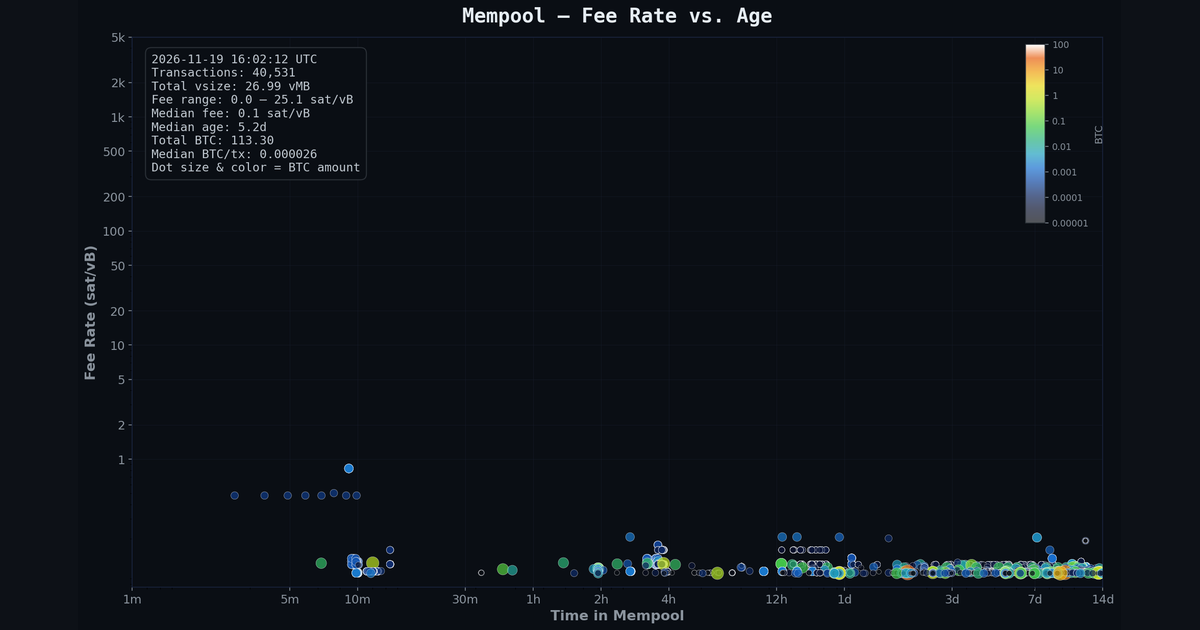 Mempool — Fee Rate vs. Age
2026-11-19 16:02:12 UTC
Transactions: 40,531
Total vsize: 26.99 vMB
Fee range: 0.0 — 25.1 sat/vB
Median fee: 0.1 sat/vB
Median age: 5.2d
Total BTC: 113.30
Median BTC/tx: 0.000026
Dot size & color = BTC amount
100
10
1
0.1
0.01
0.001
0.0001
0.00001
BTC
5k
2k
1k
500
200
100
50
20
10
5
2
1
Fee Rate (sat/vB)
1m 5m 10m 30m 1h 2h 4h 12h 1d 3d 7d 14d
Time in Mempool